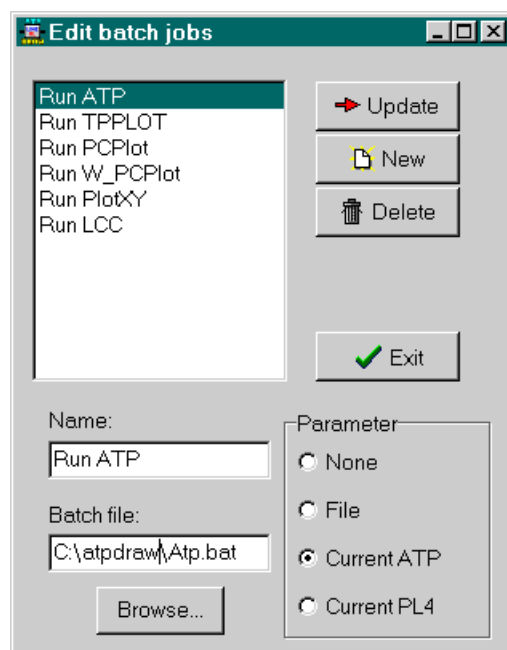 Edit batch jobs
Run ATP
Run TPPLOT
Run PCPlot
Run W_PCPlot
Run PlotXY
Run LCC
Update
New
Delete
Exit
Name:
Run ATP
Batch file:
C:\atpdraw\Atp.bat
Browse...
Parameter
None
File
Current ATP
Current PL4